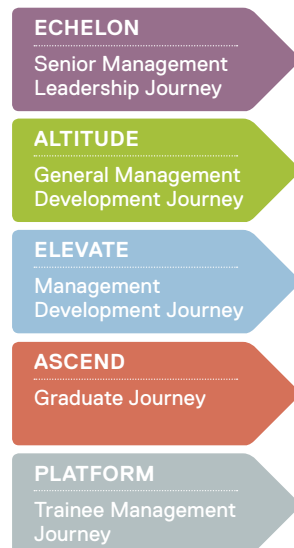 ECHELON
Senior Management
Leadership Journey
ALTITUDE
General Management
Development Journey
ELEVATE
Management
Development Journey
ASCEND
Graduate Journey
PLATFORM
Trainee Management
Journey